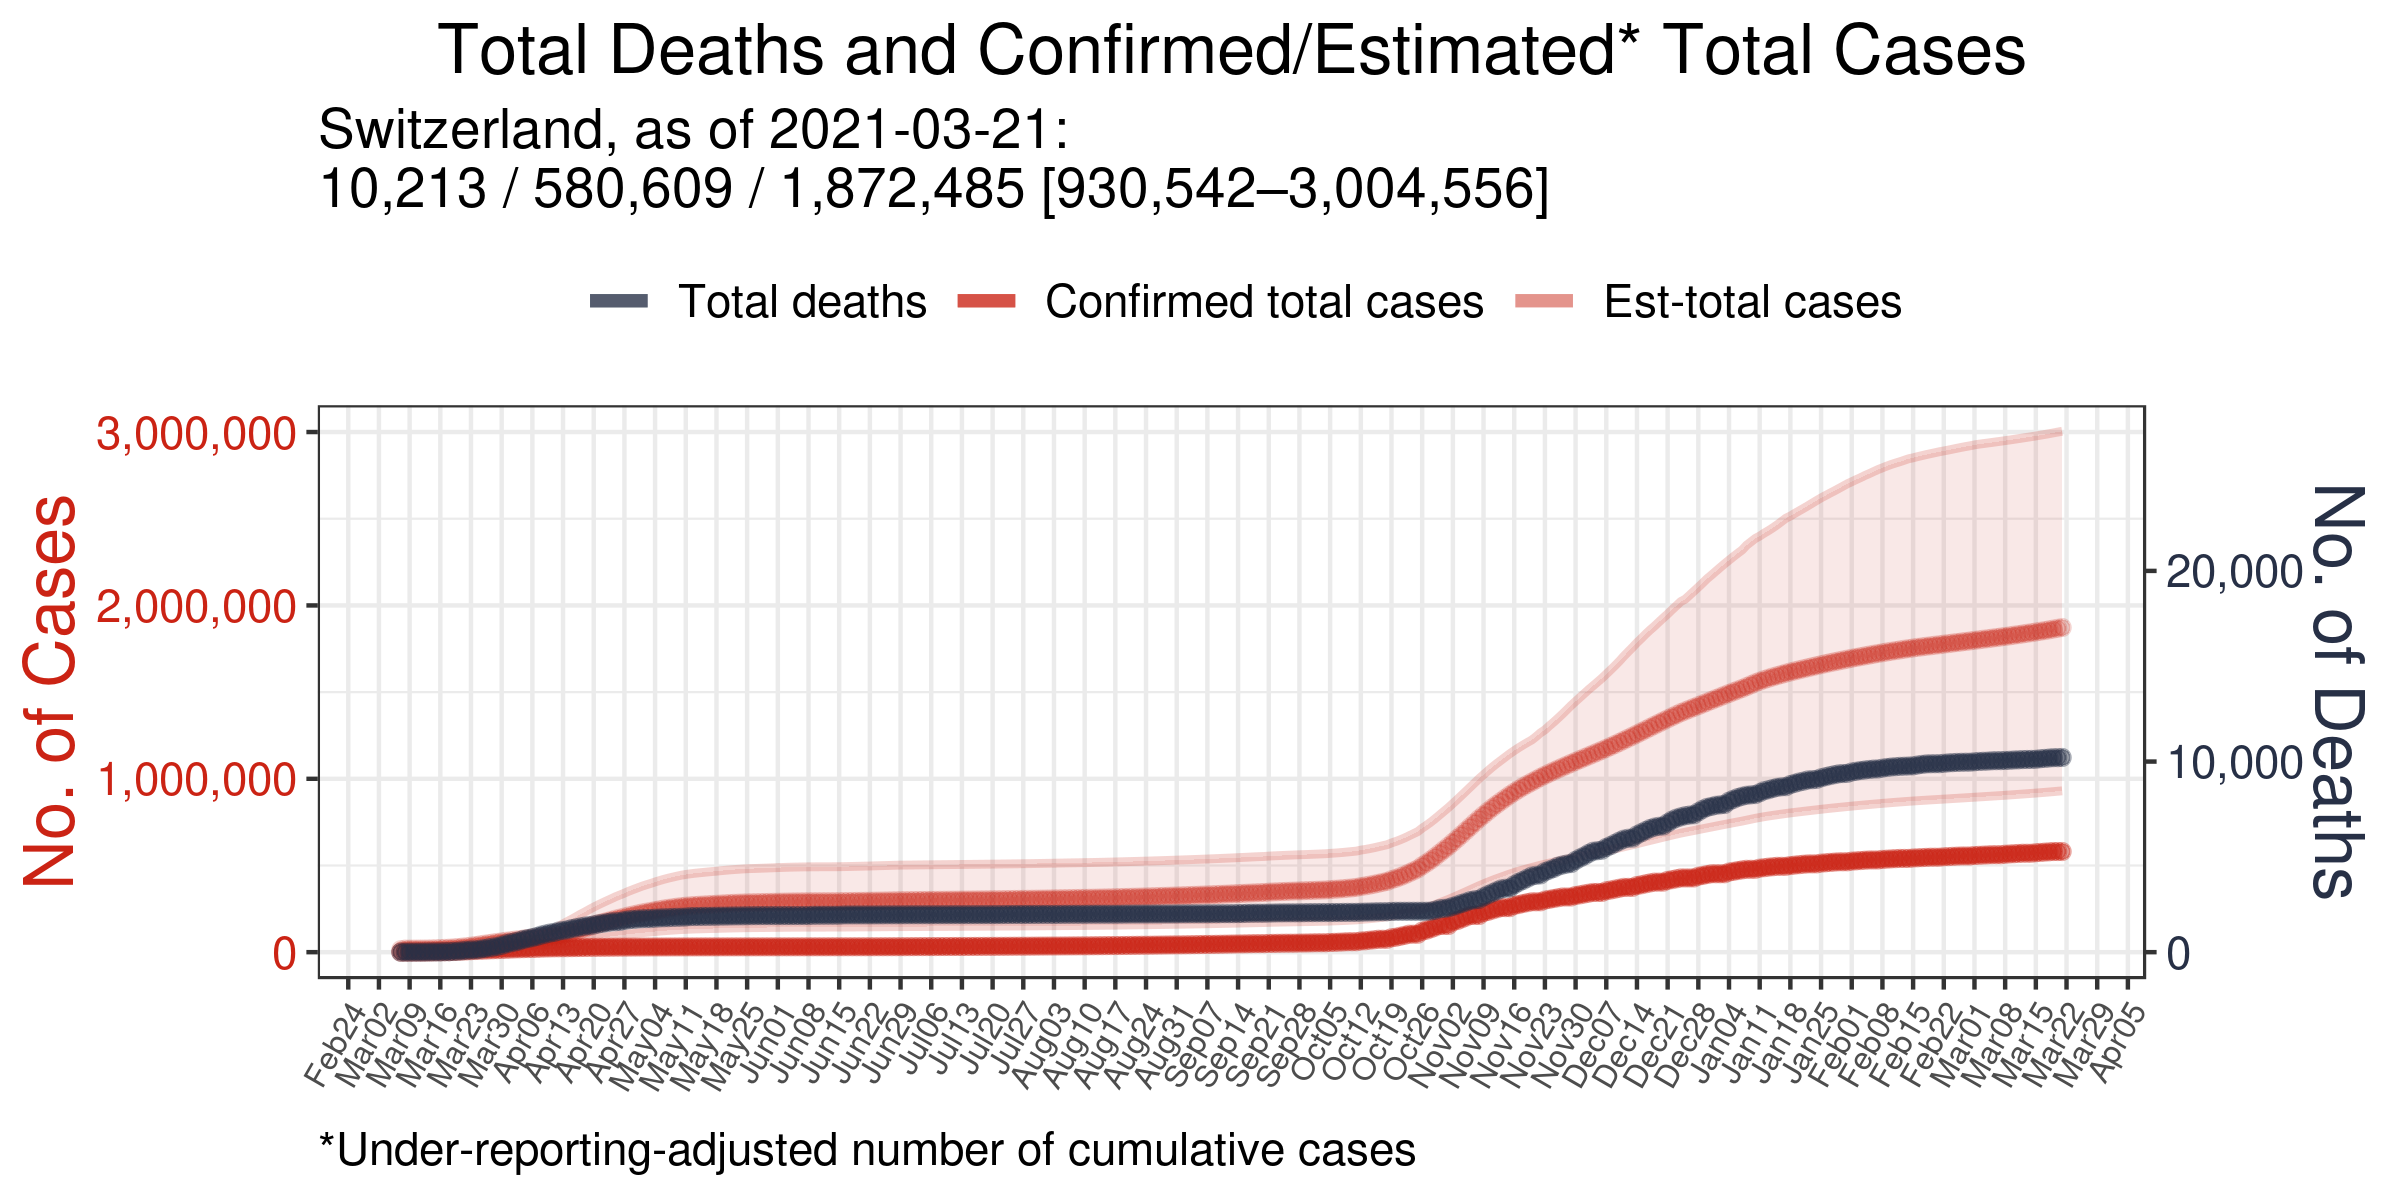 Total Deaths and Confirmed/Estimated* Total Cases
Switzerland, as of 2021-03-21:
10,213 / 580,609 / 1,872,485 [930,542–3,004,556]
Total deaths
Confirmed total cases
Est-total cases
No. of Cases
3,000,000
2,000,000
1,000,000
0
No. of Deaths
20,000
10,000
0
Feb24
Mar02
Mar09
Mar16
Mar23
Mar30
Apr06
Apr13
Apr20
Apr27
May04
May11
May18
May25
Jun01
Jun08
Jun15
Jun22
Jun29
Jul06
Jul13
Jul20
Jul27
Aug03
Aug10
Aug17
Aug24
Aug31
Sep07
Sep14
Sep21
Sep28
Oct05
Oct12
Oct19
Oct26
Nov02
Nov09
Nov16
Nov23
Nov30
Dec07
Dec14
Dec21
Dec28
Jan04
Jan11
Jan18
Jan25
Feb01
Feb08
Feb15
Feb22
Mar01
Mar08
Mar15
Mar22
Mar29
Apr05
*Under-reporting-adjusted number of cumulative cases